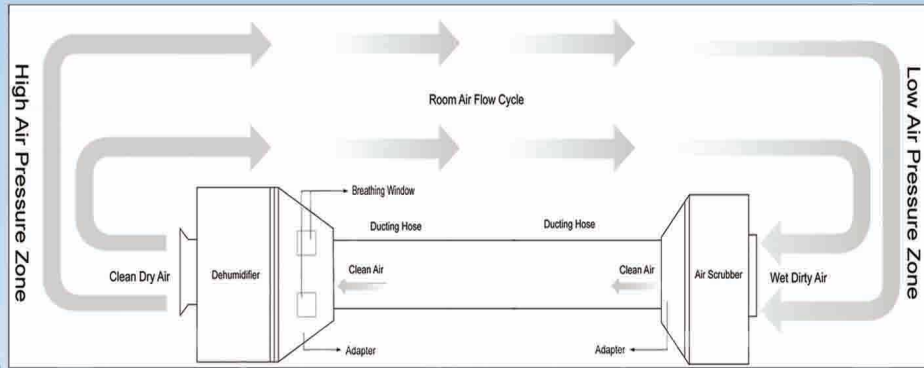 High Air Pressure Zone
Low Air Pressure Zone
Room Air Flow Cycle
Breathing Window
Ducting Hose
Ducting Hose
Clean Dry Air
Dehumidifier
Clean Air
Clean Air
Air Scrubber
Wet Dirty Air
Adapter
Adapter